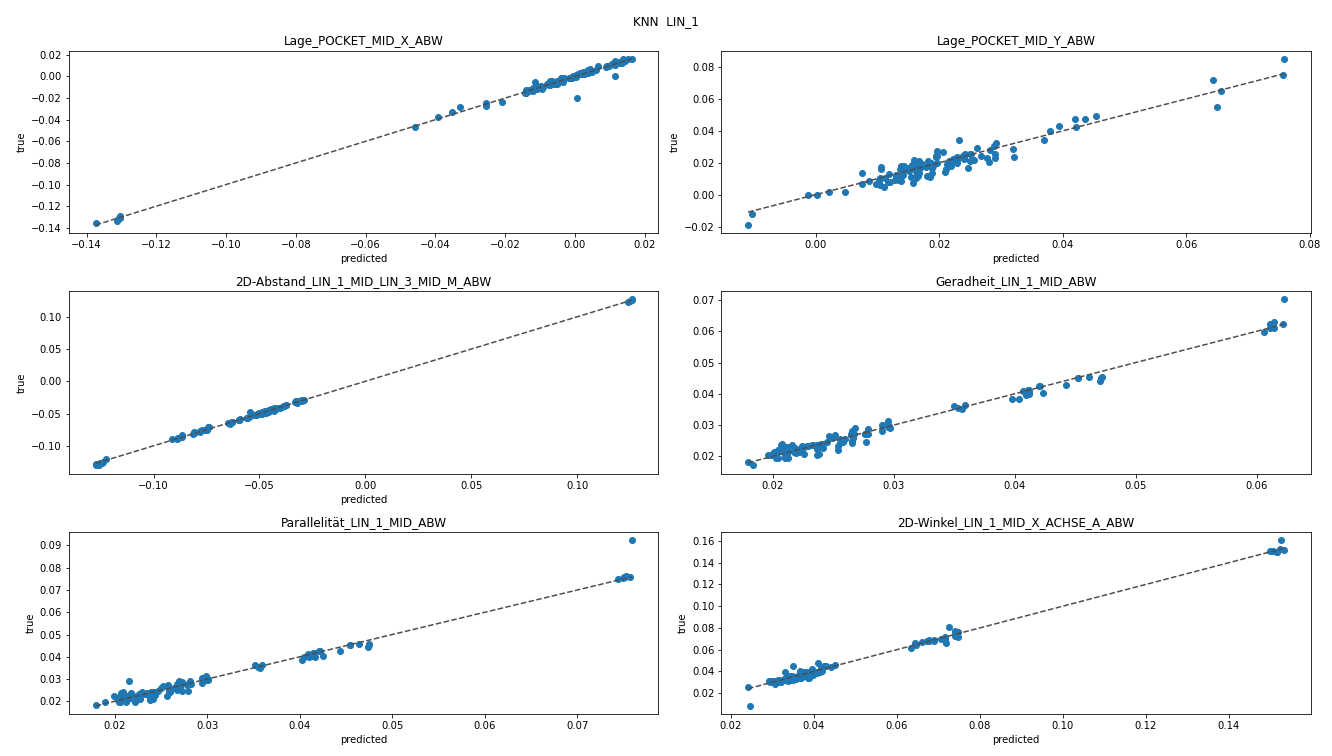 KNN LIN_1
Lage_POCKET_MID_X_ABW
0.02
0.00
−0.02
−0.04
−0.06
−0.08
−0.10
−0.12
−0.14
true
−0.14 −0.12 −0.10 −0.08 −0.06 −0.04 −0.02 0.00 0.02
predicted
Lage_POCKET_MID_Y_ABW
0.08
0.06
0.04
0.02
0.00
−0.02
true
0.00 0.02 0.04 0.06 0.08
predicted
2D-Abstand_LIN_1_MID_LIN_3_MID_M_ABW
0.10
0.05
0.00
−0.05
−0.10
true
−0.10 −0.05 0.00 0.05 0.10
predicted
Geradheit_LIN_1_MID_ABW
0.07
0.06
0.05
0.04
0.03
0.02
true
0.02 0.03 0.04 0.05 0.06
predicted
Parallelität_LIN_1_MID_ABW
0.09
0.08
0.07
0.06
0.05
0.04
0.03
0.02
true
0.02 0.03 0.04 0.05 0.06 0.07
predicted
2D-Winkel_LIN_1_MID_X_ACHSE_A_ABW
0.16
0.14
0.12
0.10
0.08
0.06
0.04
0.02
true
0.02 0.04 0.06 0.08 0.10 0.12 0.14
predicted